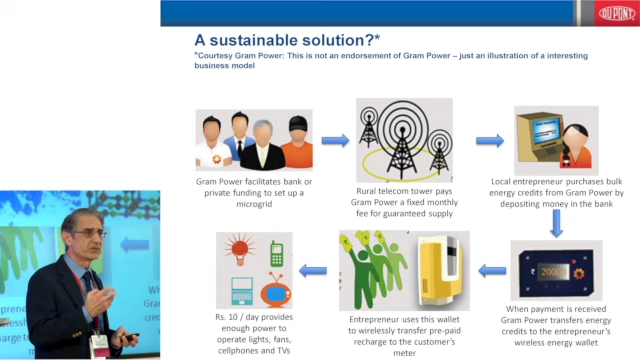 DUPONT
A sustainable solution?*
*Courtesy Gram Power: This is not an endorsement of Gram Power – just an illustration of a interesting
business model
Gram Power facilitates bank or
private funding to set up a
microgrid
Rural telecom tower pays
Gram Power a fixed monthly
fee for guaranteed supply
Local entrepreneur purchases bulk
energy credits from Gram Power by
depositing money in the bank
2000
When payment is received
Gram Power transfers energy
credits to the entrepreneur's
wireless energy wallet
Entrepreneur uses this wallet
to wirelessly transfer pre-paid
recharge to the customer's
meter
Rs. 10 / day provides
enough power to
operate lights, fans,
cellphones and TVs